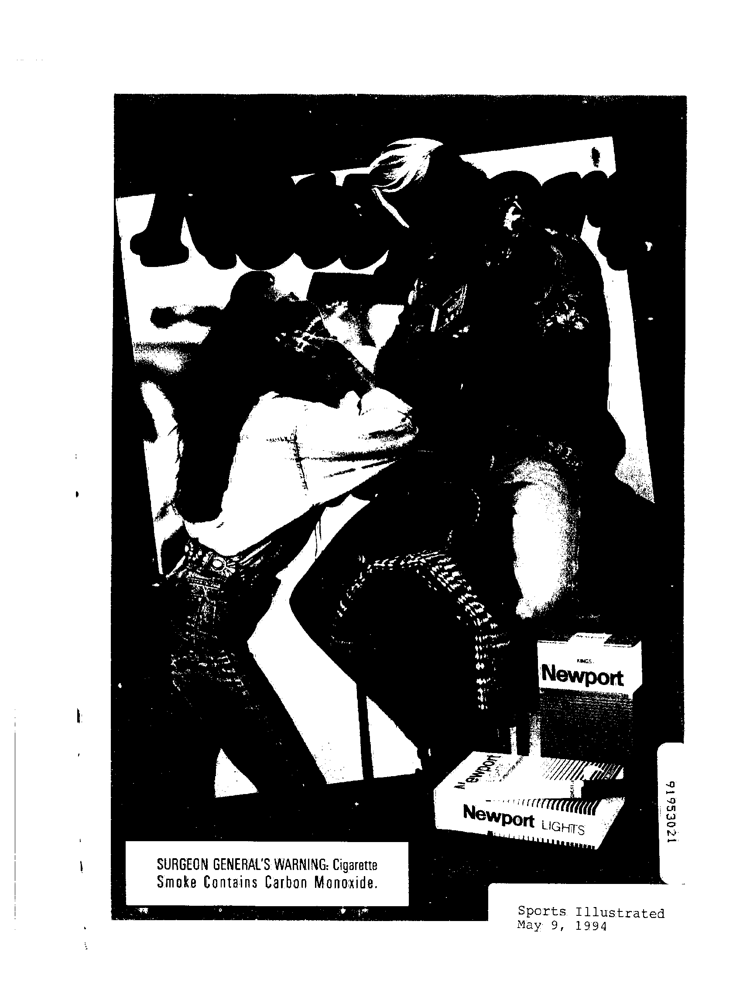 KINGS
Newport
Newport
Newport LIGHTS
91953021
SURGEON GENERAL'S WARNING: Cigarette
Smoke Contains Carbon Monoxide.
Sports Illustrated
May 9, 1994